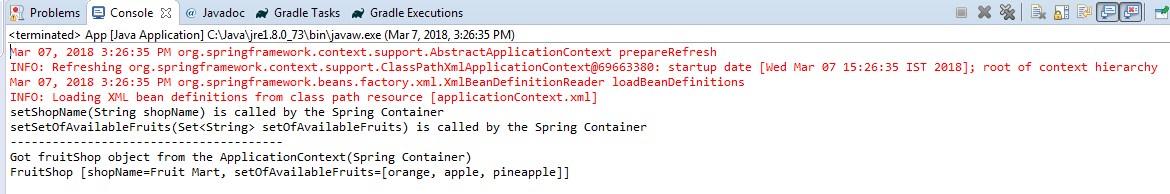 Problems Console Javadoc Gradle Tasks Gradle Executions
<terminated> App [Java Application] C:\Java\jre1.8.0_73\bin\javaw.exe (Mar 7, 2018, 3:26:35 PM)
Mar 07, 2018 3:26:35 PM org.springframework.context.support.AbstractApplicationContext prepareRefresh
INFO: Refreshing org.springframework.context.support.ClassPathXmlApplicationContext@69663380: startup date [Wed Mar 07 15:26:35 IST 2018]; root of context hierarchy
Mar 07, 2018 3:26:35 PM org.springframework.beans.factory.xml.XmlBeanDefinitionReader loadBeanDefinitions
INFO: Loading XML bean definitions from class path resource [applicationContext.xml]
setShopName(String shopName) is called by the Spring Container
setSetOfAvailableFruits(Set<String> setOfAvailableFruits) is called by the Spring Container
---------------------------------------
Got fruitShop object from the ApplicationContext(Spring Container)
FruitShop [shopName=Fruit Mart, setOfAvailableFruits=[orange, apple, pineapple]]